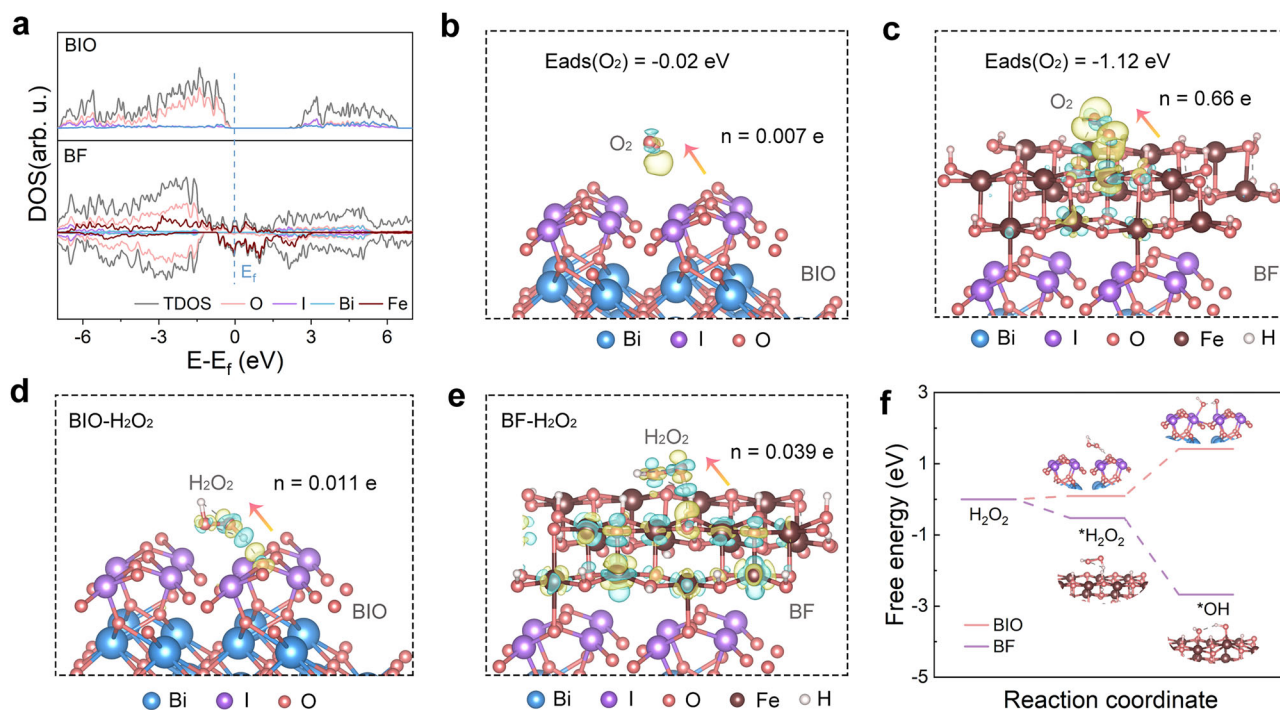 a
BIO
BF
DOS(arb. u.)
E_f
TDOS O I Bi Fe
-6 -3 0 3 6
E-E_f (eV)
b
Eads(O₂) = -0.02 eV
O₂
n = 0.007 e
BIO
Bi I O
c
Eads(O₂) = -1.12 eV
O₂
n = 0.66 e
BF
Bi I O Fe H
d
BIO-H₂O₂
n = 0.011 e
H₂O₂
BIO
Bi I O
e
BF-H₂O₂
H₂O₂
n = 0.039 e
BF
Bi I O Fe H
f
3
1
-1
-3
-5
Free energy (eV)
H₂O₂
*H₂O₂
*OH
BIO
BF
Reaction coordinate